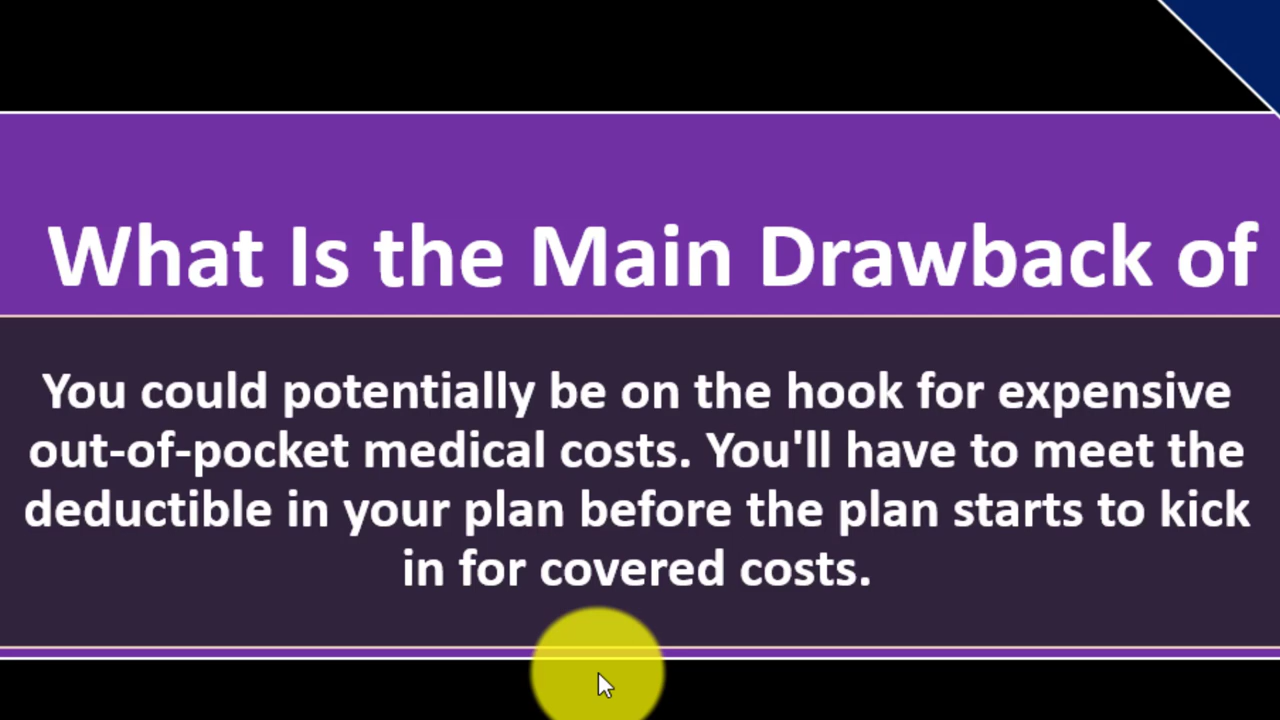 What Is the Main Drawback of
You could potentially be on the hook for expensive
out-of-pocket medical costs. You'll have to meet the
deductible in your plan before the plan starts to kick
in for covered costs.